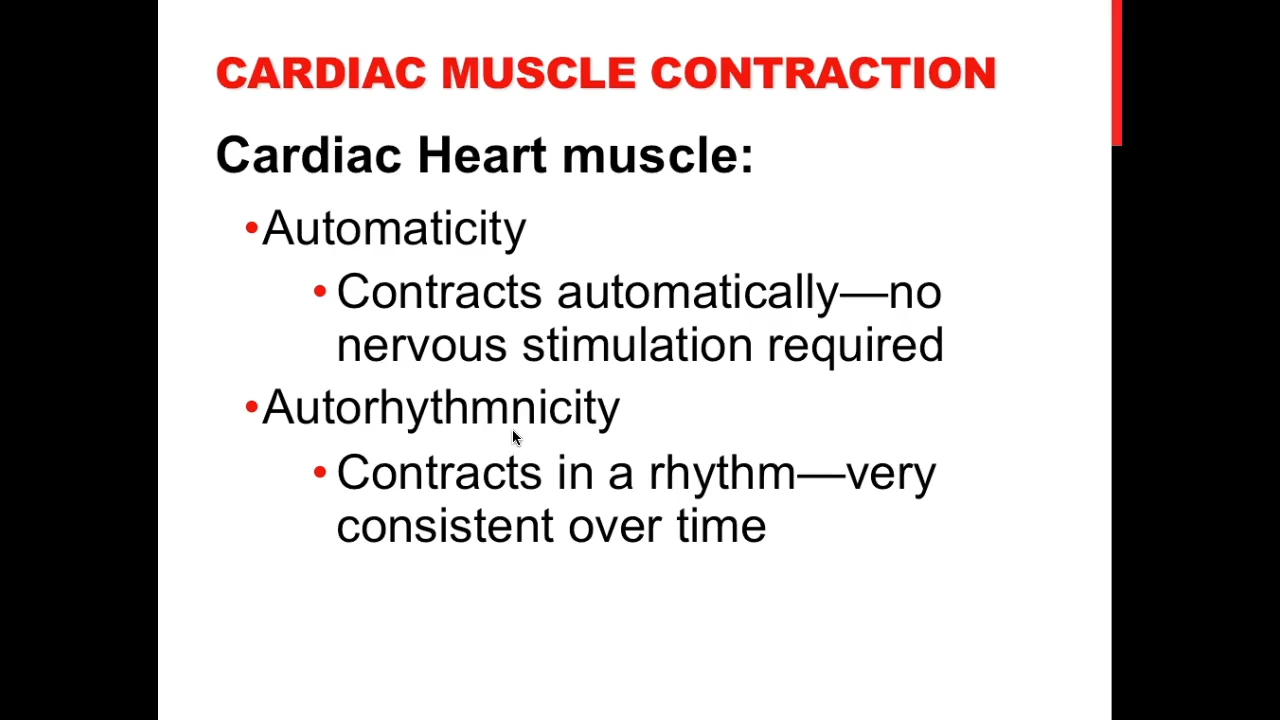 CARDIAC MUSCLE CONTRACTION
Cardiac Heart muscle:
•Automaticity
• Contracts automatically—no
nervous stimulation required
•Autorhythmnicity
• Contracts in a rhythm—very
consistent over time